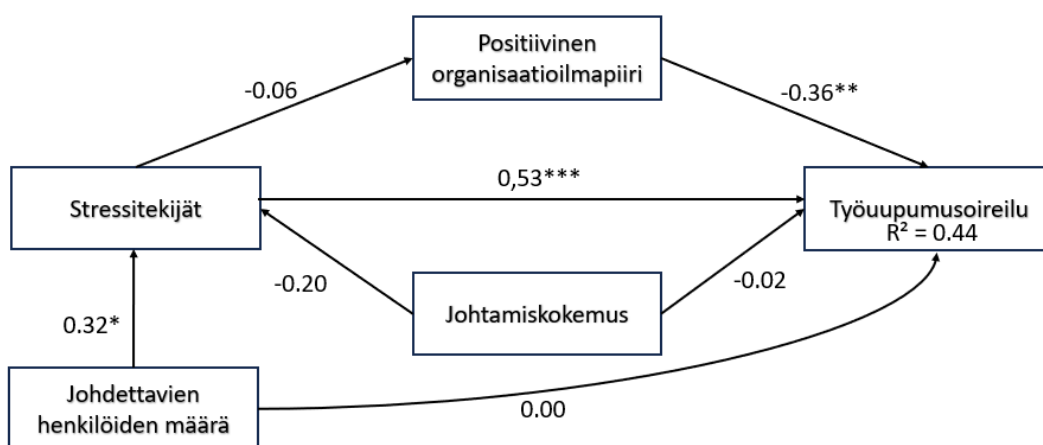 Positiivinen
organisaatioilmapiiri
-0.06
-0.36**
Stressitekijät
0,53***
Työuupumusoireilu
R² = 0.44
-0.20
Johtamiskokemus
-0.02
0.32*
Johdettavien
henkilöiden määrä
0.00